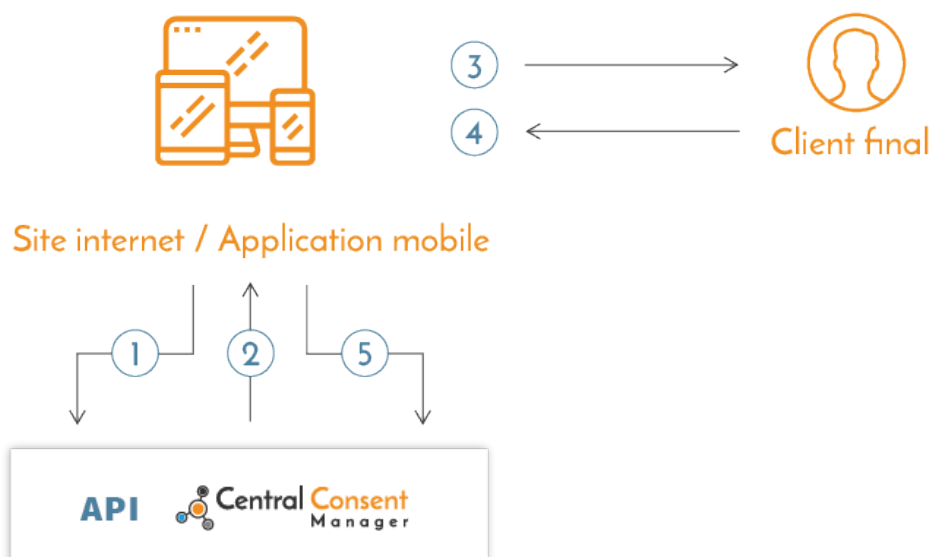 3
4
Client final
Site internet / Application mobile
1
2
5
API
Central Consent
Manager